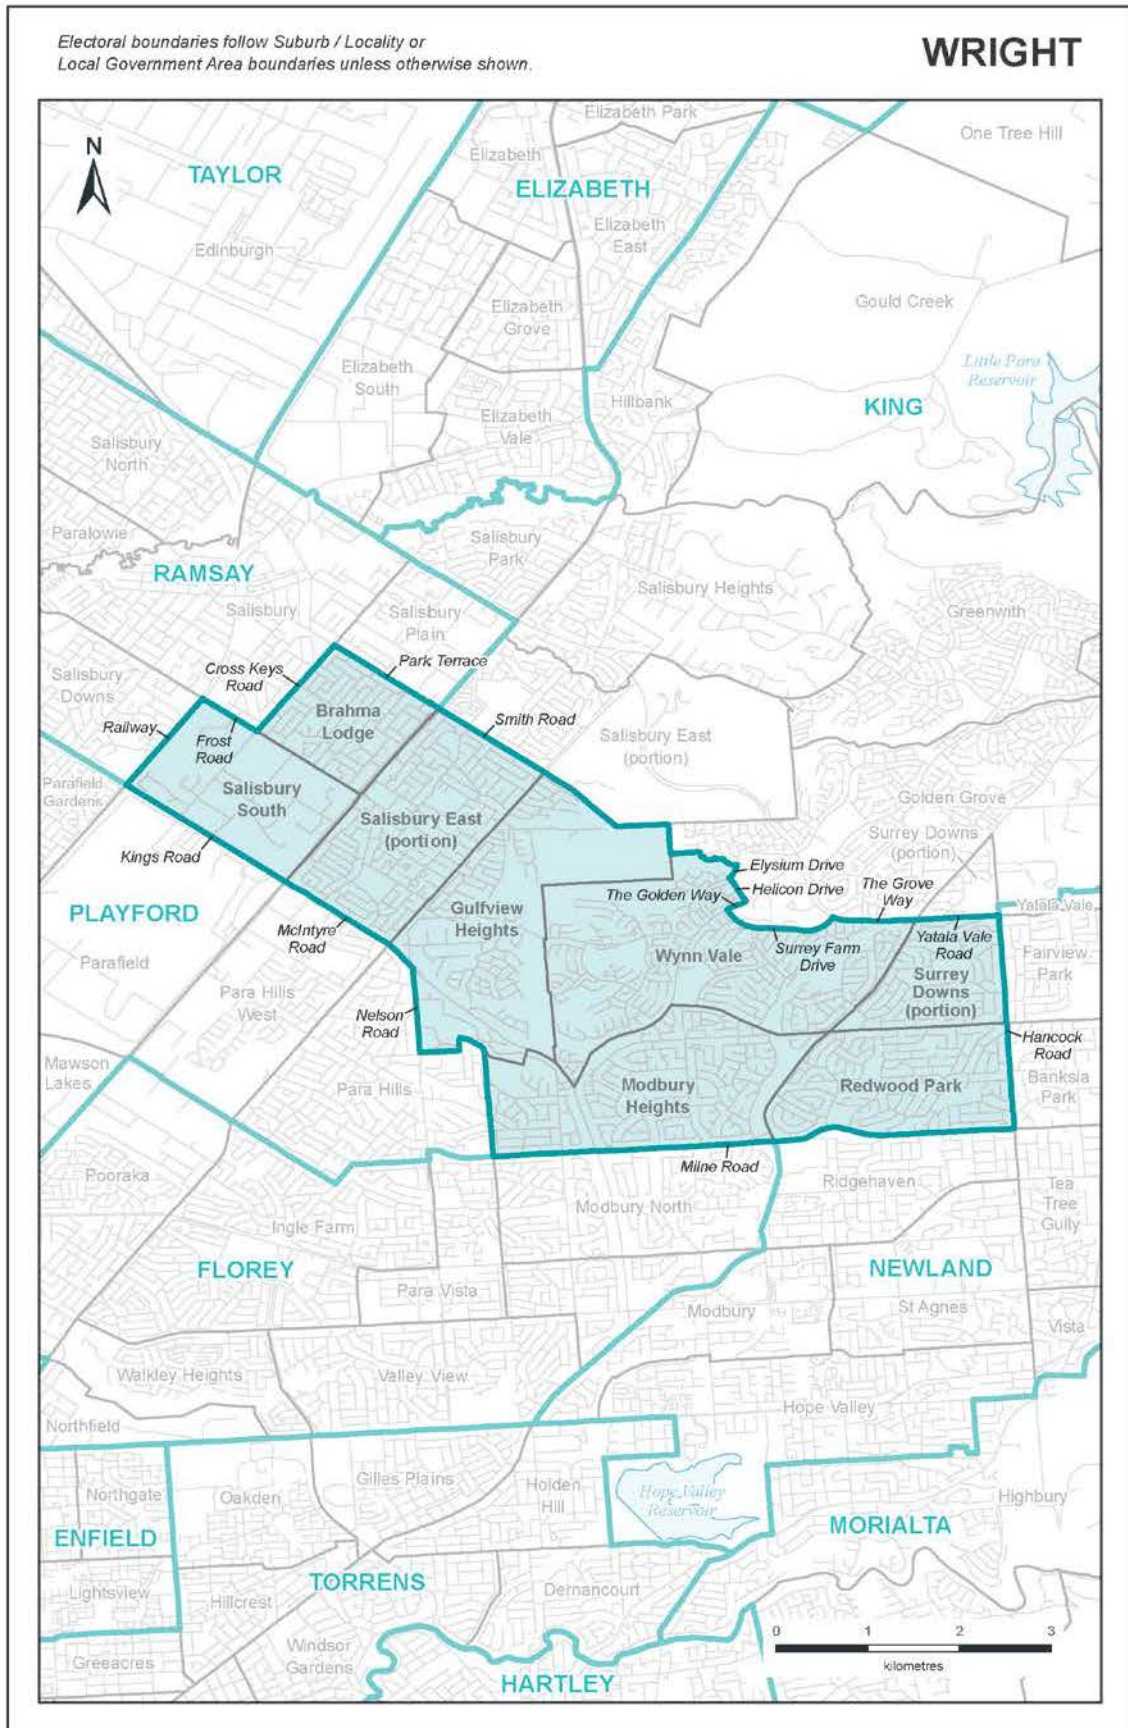 Electoral boundaries follow Suburb / Locality or
Local Government Area boundaries unless otherwise shown.
WRIGHT
N
Elizabeth Park
One Tree Hill
Elizabeth
TAYLOR
ELIZABETH
Elizabeth
East
Edinburgh
Elizabeth
Grove
Gould Creek
Little Para
Reservoir
Elizabeth
South
Hillbank
KING
Elizabeth
Vale
Salisbury
North
Paralowie
Salisbury
Park
RAMSAY
Salisbury Heights
Salisbury
Salisbury
Plain
Greenwith
Cross Keys
Road
Park Terrace
Salisbury
Downs
Brahma
Lodge
Smith Road
Railway
Frost
Road
Salisbury East
(portion)
Parafield
Gardens
Salisbury
South
Salisbury East
(portion)
Golden Grove
Surrey Downs
(portion)
Kings Road
Elysium Drive
Helicon Drive
The Grove
Way
The Golden Way
PLAYFORD
Gulfview
Heights
Yatala Vale
McIntyre
Road
Surrey Farm
Drive
Yatala Vale
Road
Wynn Vale
Parafield
Fairview
Park
Surrey
Downs
(portion)
Para Hills
West
Nelson
Road
Hancock
Road
Mawson
Lakes
Para Hills
Modbury
Heights
Redwood Park
Banksia
Park
Milne Road
Pooraka
Ridgehaven
Modbury North
Tea
Tree
Gully
Ingle Farm
FLOREY
NEWLAND
Para Vista
Modbury
St Agnes
Vista
Walkley Heights
Valley View
Hope Valley
Northfield
Gilles Plains
Northgate
Oakden
Holden
Hill
Hope Valley
Reservoir
Highbury
ENFIELD
MORIALTA
Lightsview
Hillcrest
TORRENS
Dernancourt
Windsor
Gardens
Greeacres
HARTLEY
0 1 2 3
kilometres